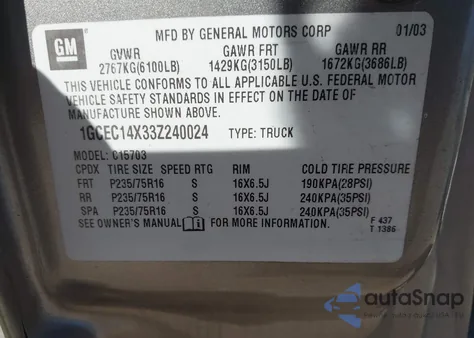 GM
MFD BY GENERAL MOTORS CORP 01/03
GVWR GAWR FRT GAWR RR
2767KG(6100LB) 1429KG(3150LB) 1672KG(3686LB)
THIS VEHICLE CONFORMS TO ALL APPLICABLE U.S. FEDERAL MOTOR
VEHICLE SAFETY STANDARDS IN EFFECT ON THE DATE OF
MANUFACTURE SHOWN ABOVE.
1GCEC14X33Z240024 TYPE: TRUCK
MODEL: C15703
CPDX TIRE SIZE SPEED RTG RIM COLD TIRE PRESSURE
FRT P235/75R16 S 16X6.5J 190KPA(28PSI)
RR P235/75R16 S 16X6.5J 240KPA(35PSI)
SPA P235/75R16 S 16X6.5J 240KPA(35PSI)
SEE OWNER'S MANUAL FOR MORE INFORMATION.
F 437
T 1386
autoSnap